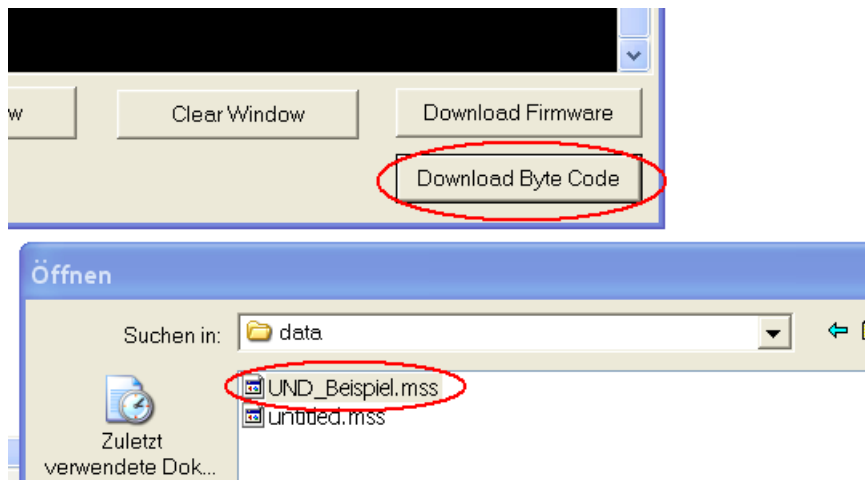 w
Clear Window
Download Firmware
Download Byte Code
Öffnen
Suchen in:
data
UND_Beispiel.mss
untitled.mss
Zuletzt
verwendete Dok...